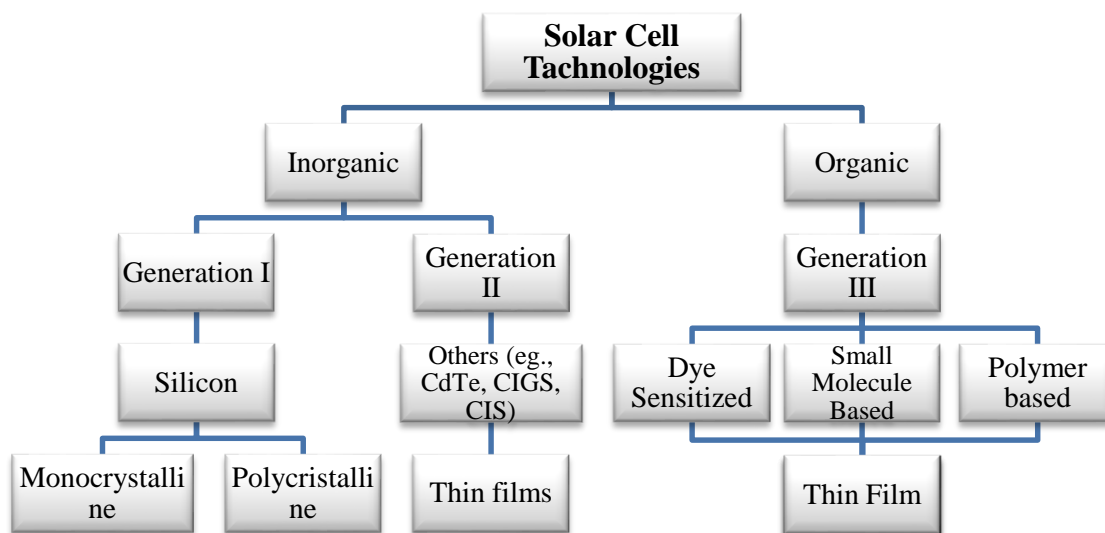 Solar Cell
Tachnologies
Inorganic
Organic
Generation I
Generation
II
Generation
III
Silicon
Others (eg.,
CdTe, CIGS,
CIS)
Dye
Sensitized
Small
Molecule
Based
Polymer
based
Monocrystalli
ne
Polycristalli
ne
Thin films
Thin Film